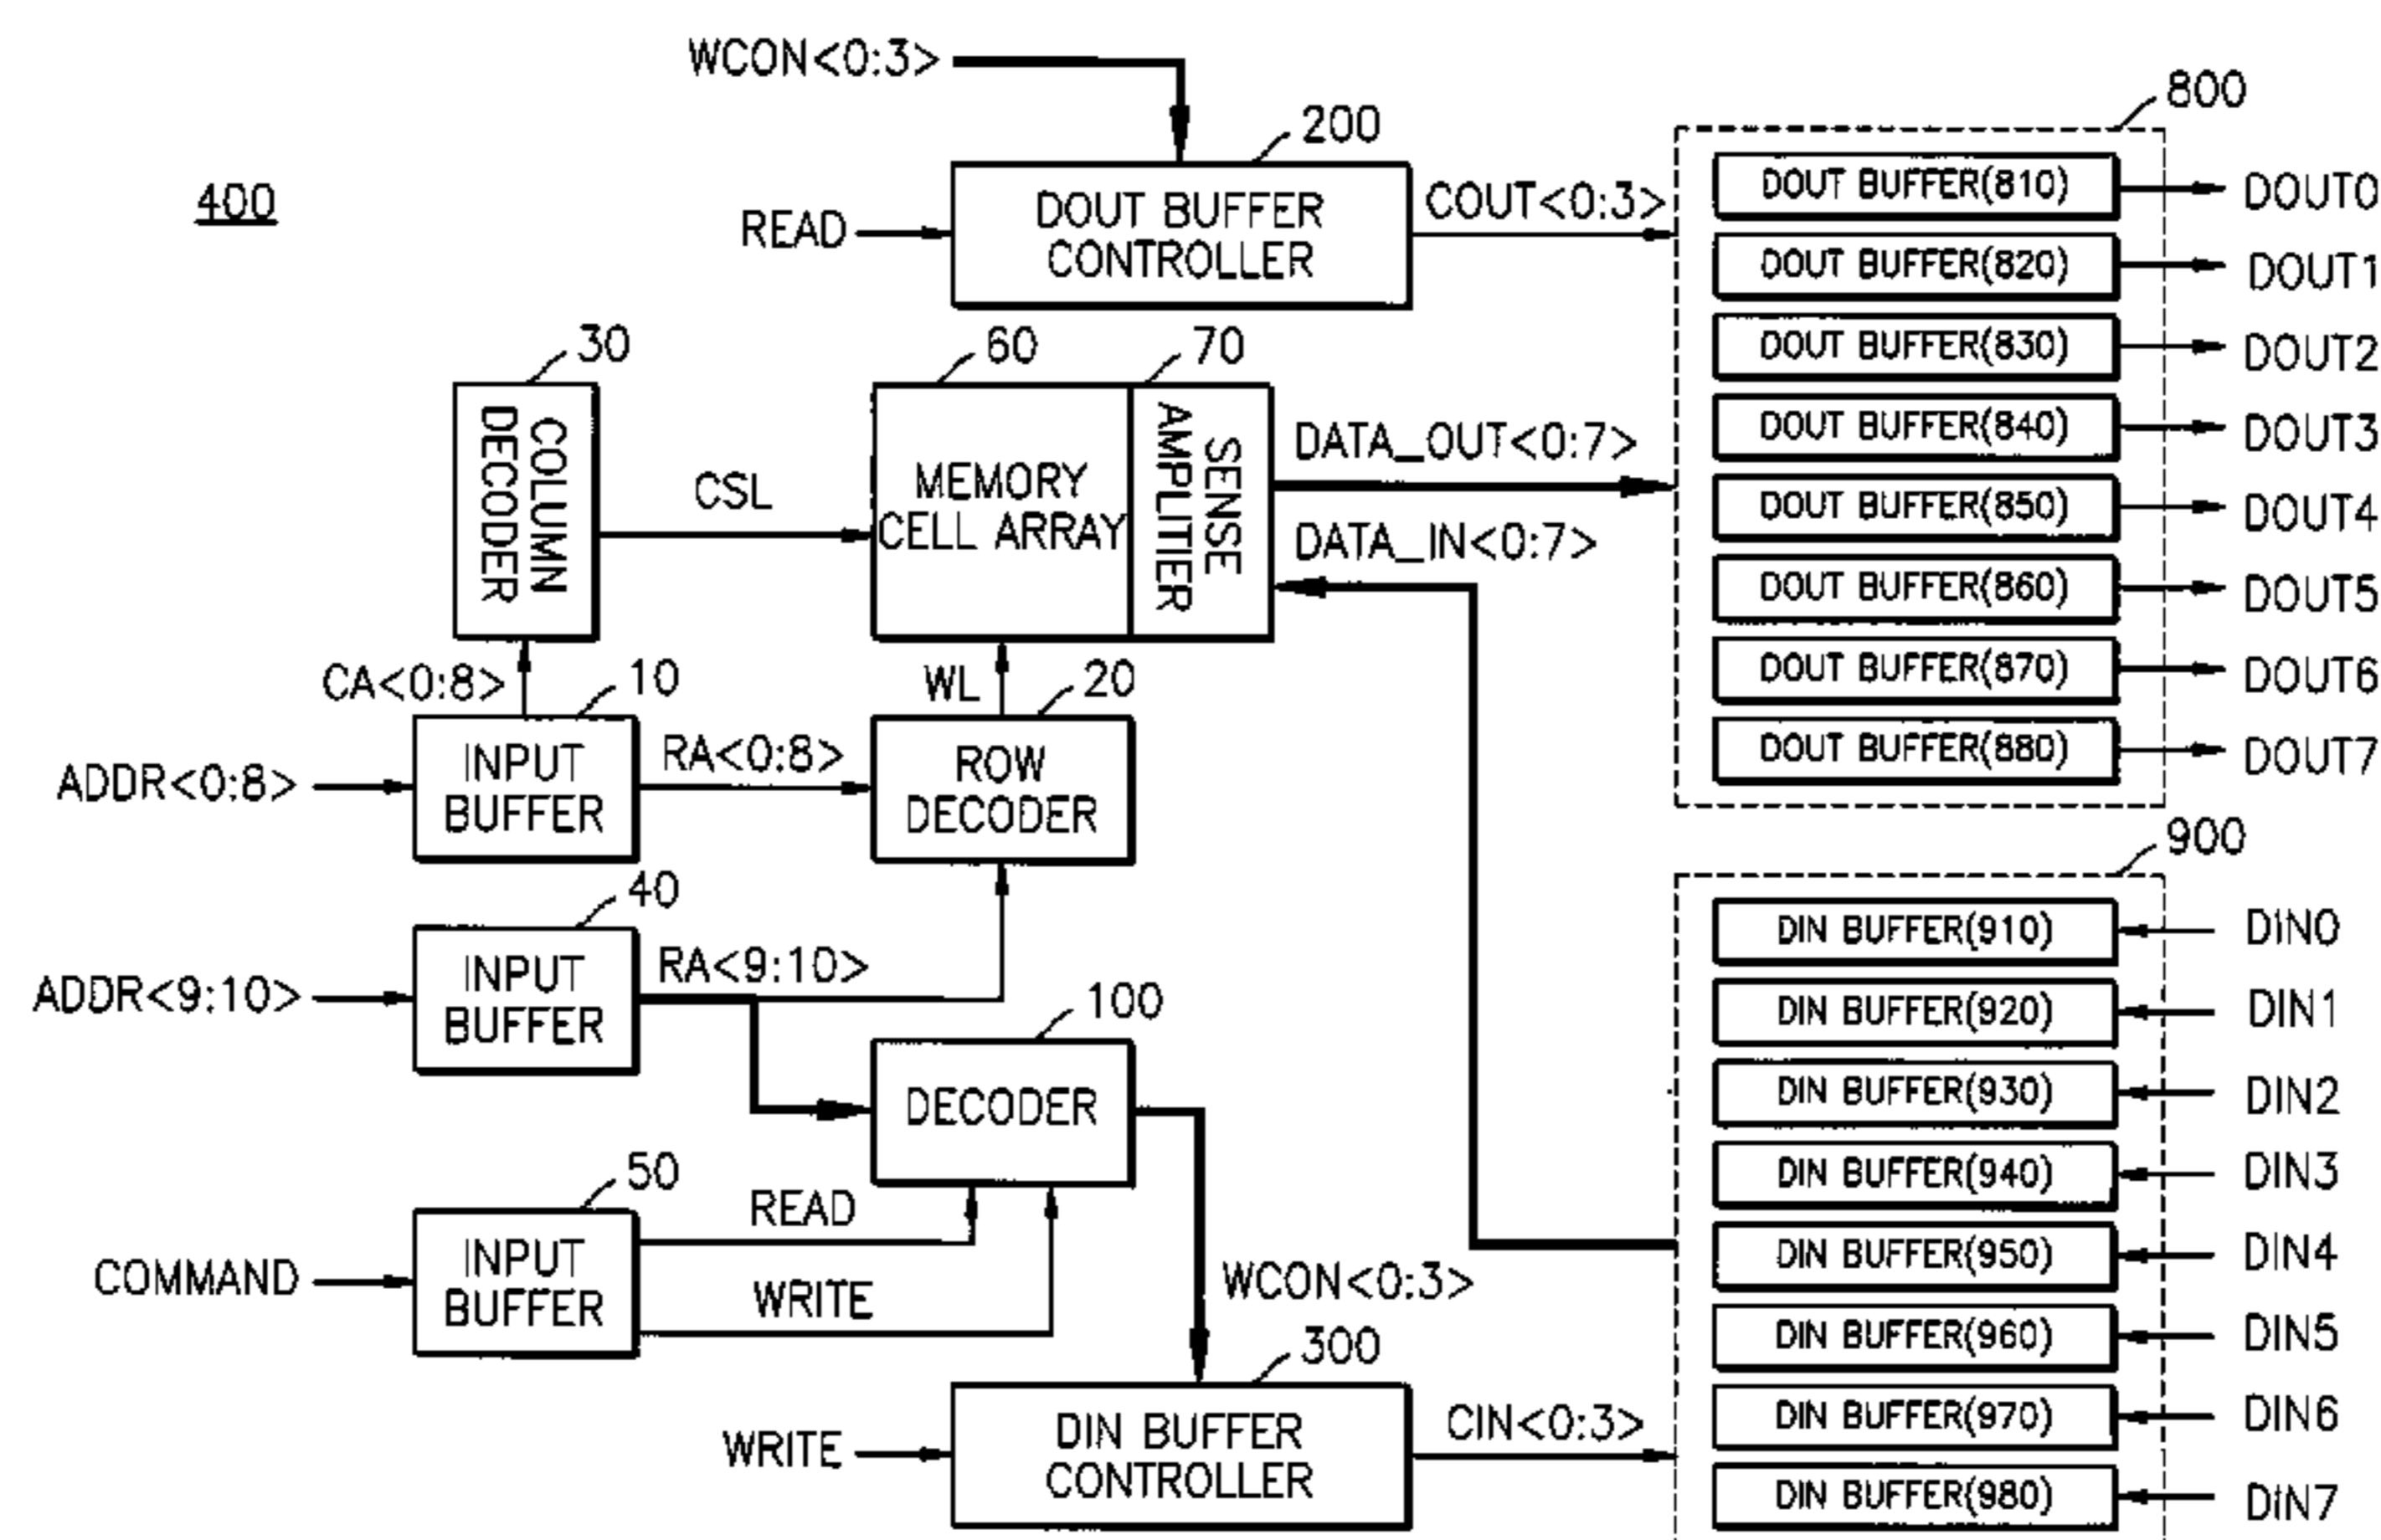 WCON<0:3>
800
200
400
READ
DOUT BUFFER
CONTROLLER
COUT<0:3>
DOUT BUFFER(810)
DOUT0
DOUT BUFFER(820)
DOUT1
DOUT BUFFER(830)
DOUT2
DOUT BUFFER(840)
DOUT3
DOUT BUFFER(850)
DOUT4
DOUT BUFFER(860)
DOUT5
DOUT BUFFER(870)
DOUT6
DOUT BUFFER(880)
DOUT7
30
60
70
COLUMN
DECODER
CSL
MEMORY
CELL ARRAY
SENSE
AMPLITIER
DATA_OUT<0:7>
DATA_IN<0:7>
CA<0:8>
10
WL
20
ADDR<0:8>
INPUT
BUFFER
RA<0:8>
ROW
DECODER
40
ADDR<9:10>
INPUT
BUFFER
RA<9:10>
100
DECODER
50
COMMAND
INPUT
BUFFER
READ
WRITE
WCON<0:3>
300
WRITE
DIN BUFFER
CONTROLLER
CIN<0:3>
900
DIN BUFFER(910)
DIN0
DIN BUFFER(920)
DIN1
DIN BUFFER(930)
DIN2
DIN BUFFER(940)
DIN3
DIN BUFFER(950)
DIN4
DIN BUFFER(960)
DIN5
DIN BUFFER(970)
DIN6
DIN BUFFER(980)
DIN7